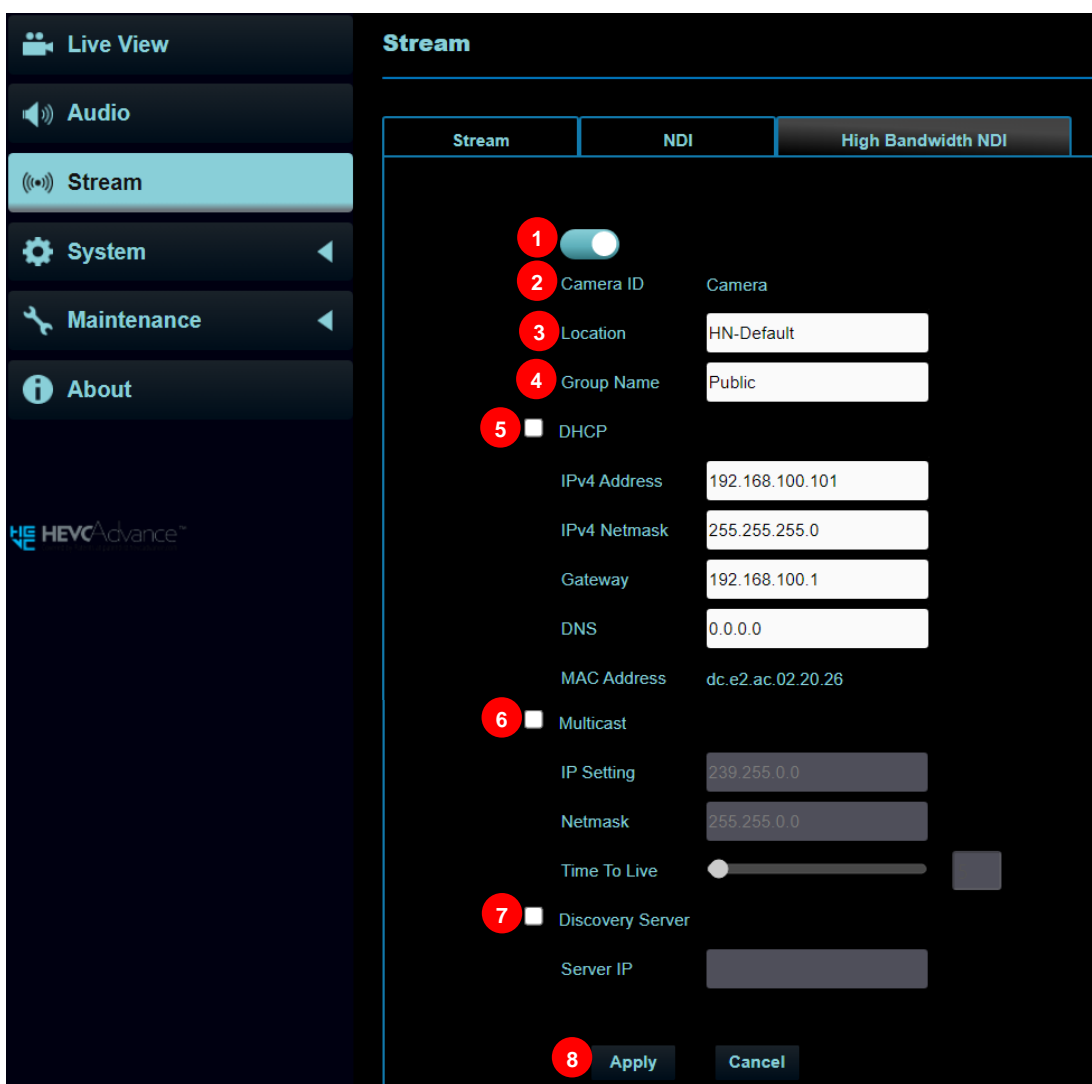 Live View
Audio
Stream
System
Maintenance
About
HEVCAdvance™
Stream
Stream NDI High Bandwidth NDI
1
2 Camera ID Camera
3 Location HN-Default
4 Group Name Public
5 DHCP
IPv4 Address 192.168.100.101
IPv4 Netmask 255.255.255.0
Gateway 192.168.100.1
DNS 0.0.0.0
MAC Address dc.e2.ac.02.20.26
6 Multicast
IP Setting 239.255.0.0
Netmask 255.255.0.0
Time To Live
7 Discovery Server
Server IP
8 Apply Cancel